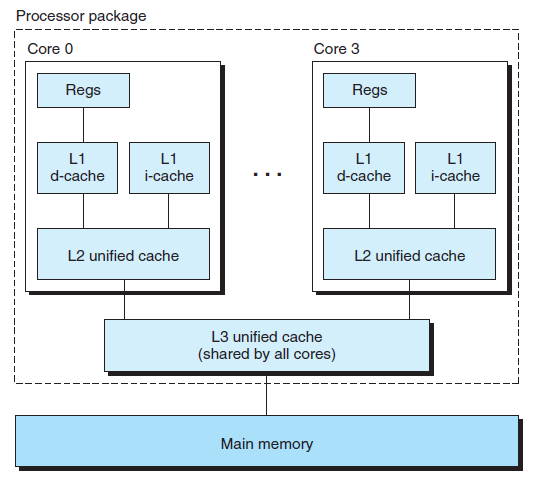 Processor package
Core 0
Core 3
Regs
Regs
L1
d-cache
L1
i-cache
. . .
L1
d-cache
L1
i-cache
L2 unified cache
L2 unified cache
L3 unified cache
(shared by all cores)
Main memory